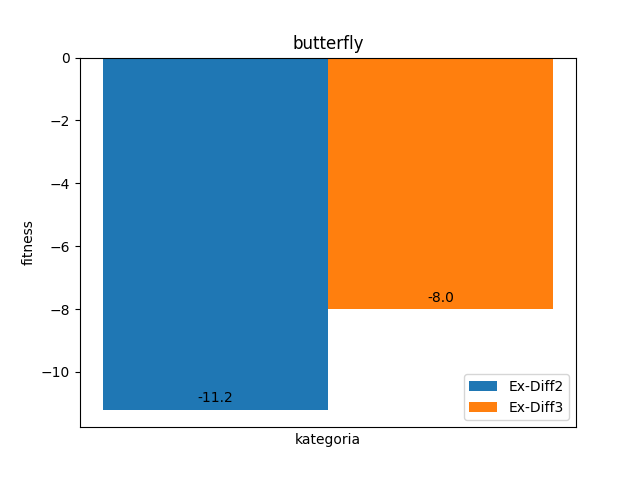 butterfly
fitness
0
−2
−4
−6
−8
−10
-11.2
-8.0
kategoria
Ex-Diff2
Ex-Diff3